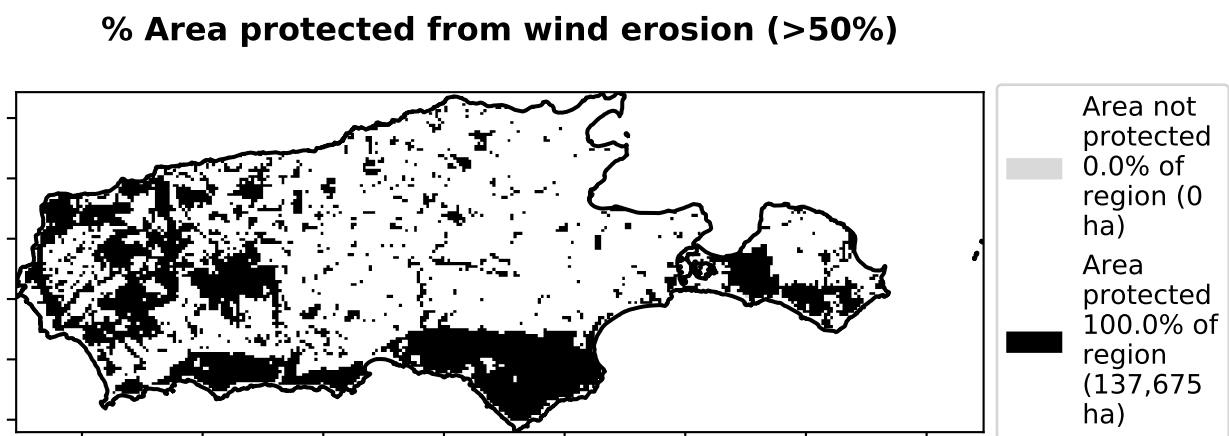 % Area protected from wind erosion (>50%)
Area not
protected
0.0% of
region (0
ha)
Area
protected
100.0% of
region
(137,675
ha)